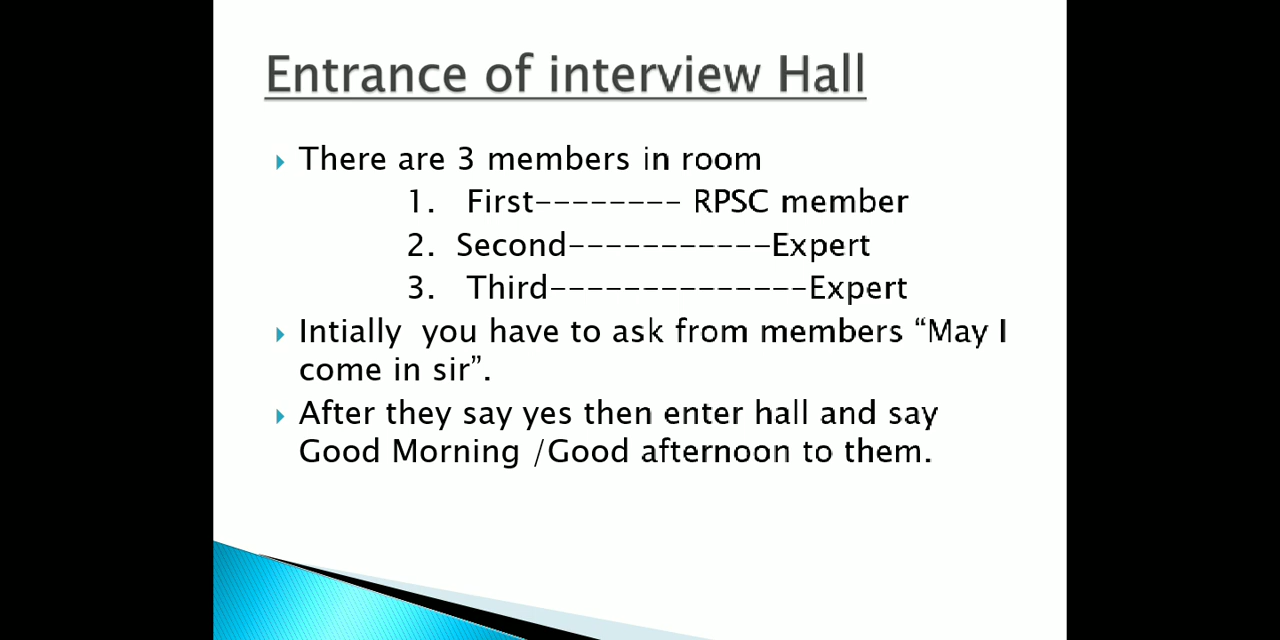 Entrance of interview Hall
There are 3 members in room
1. First-------- RPSC member
2. Second-----------Expert
3. Third--------------Expert
Intially you have to ask from members “May I
come in sir”.
After they say yes then enter hall and say
Good Morning /Good afternoon to them.